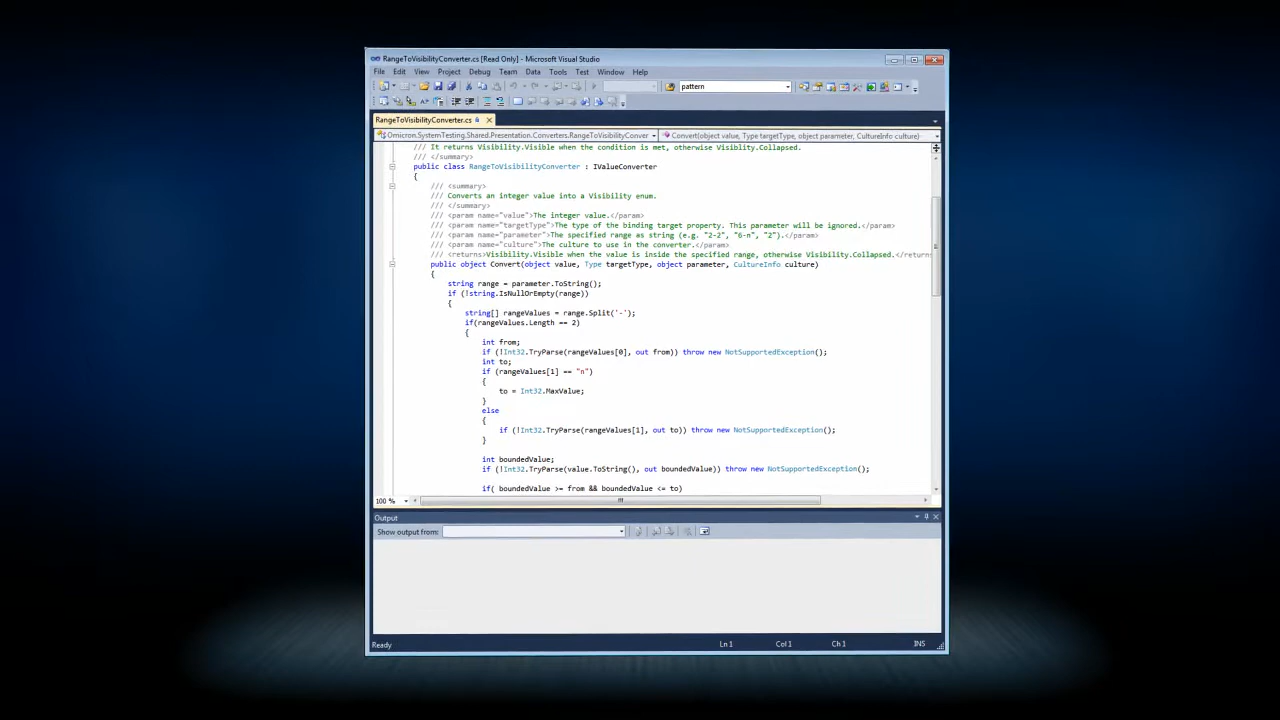 RangeToVisibilityConverter.cs [Read Only] - Microsoft Visual Studio
File Edit View Project Debug Team Data Tools Test Window Help
pattern
RangeToVisibilityConverter.cs
Omicron.SystemTesting.Shared.Presentation.Converters.RangeToVisibilityConver Convert(object value, Type targetType, object parameter, CultureInfo culture)
/// It returns Visibility.Visible when the condition is met, otherwise Visiblity.Collapsed.
/// </summary>
public class RangeToVisibilityConverter : IValueConverter
{
/// <summary>
/// Converts an integer value into a Visibility enum.
/// </summary>
/// <param name="value">The integer value.</param>
/// <param name="targetType">The type of the binding target property. This parameter will be ignored.</param>
/// <param name="parameter">The specified range as string (e.g. "2-2", "6-n", "2").</param>
/// <param name="culture">The culture to use in the converter.</param>
/// <returns>Visibility.Visible when the value is inside the specified range, otherwise Visibility.Collapsed.</returns
public object Convert(object value, Type targetType, object parameter, CultureInfo culture)
{
string range = parameter.ToString();
if (!string.IsNullOrEmpty(range))
{
string[] rangeValues = range.Split('-');
if(rangeValues.Length == 2)
{
int from;
if (!Int32.TryParse(rangeValues[0], out from)) throw new NotSupportedException();
int to;
if (rangeValues[1] == "n")
{
to = Int32.MaxValue;
}
else
{
if (!Int32.TryParse(rangeValues[1], out to)) throw new NotSupportedException();
}
int boundedValue;
if (!Int32.TryParse(value.ToString(), out boundedValue)) throw new NotSupportedException();
if( boundedValue >= from && boundedValue <= to)
100 %
Output
Show output from:
Ready Ln 1 Col 1 Ch 1 INS